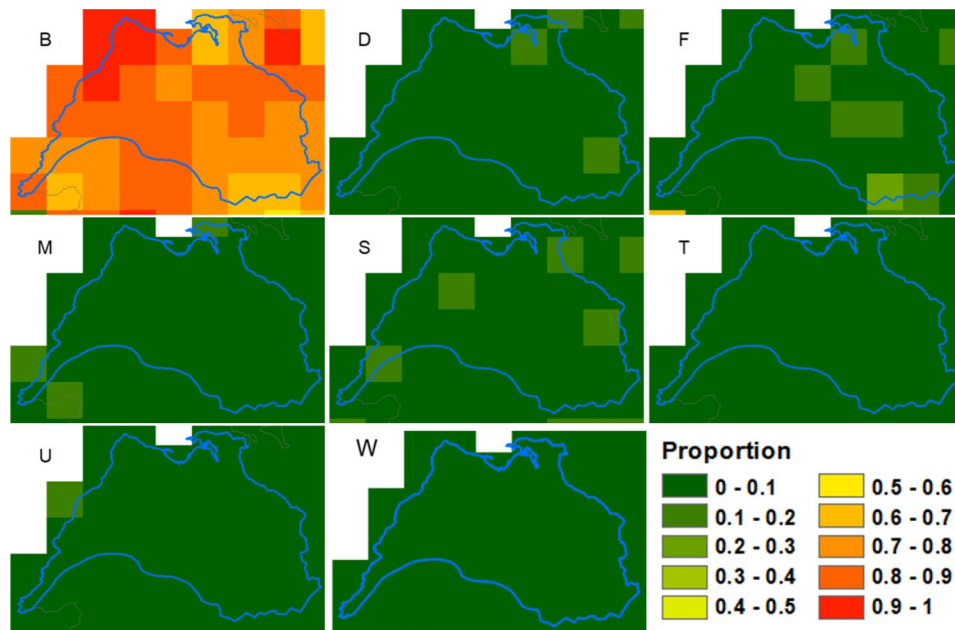 B
D
F
M
S
T
U
W
Proportion
0 - 0.1
0.1 - 0.2
0.2 - 0.3
0.3 - 0.4
0.4 - 0.5
0.5 - 0.6
0.6 - 0.7
0.7 - 0.8
0.8 - 0.9
0.9 - 1